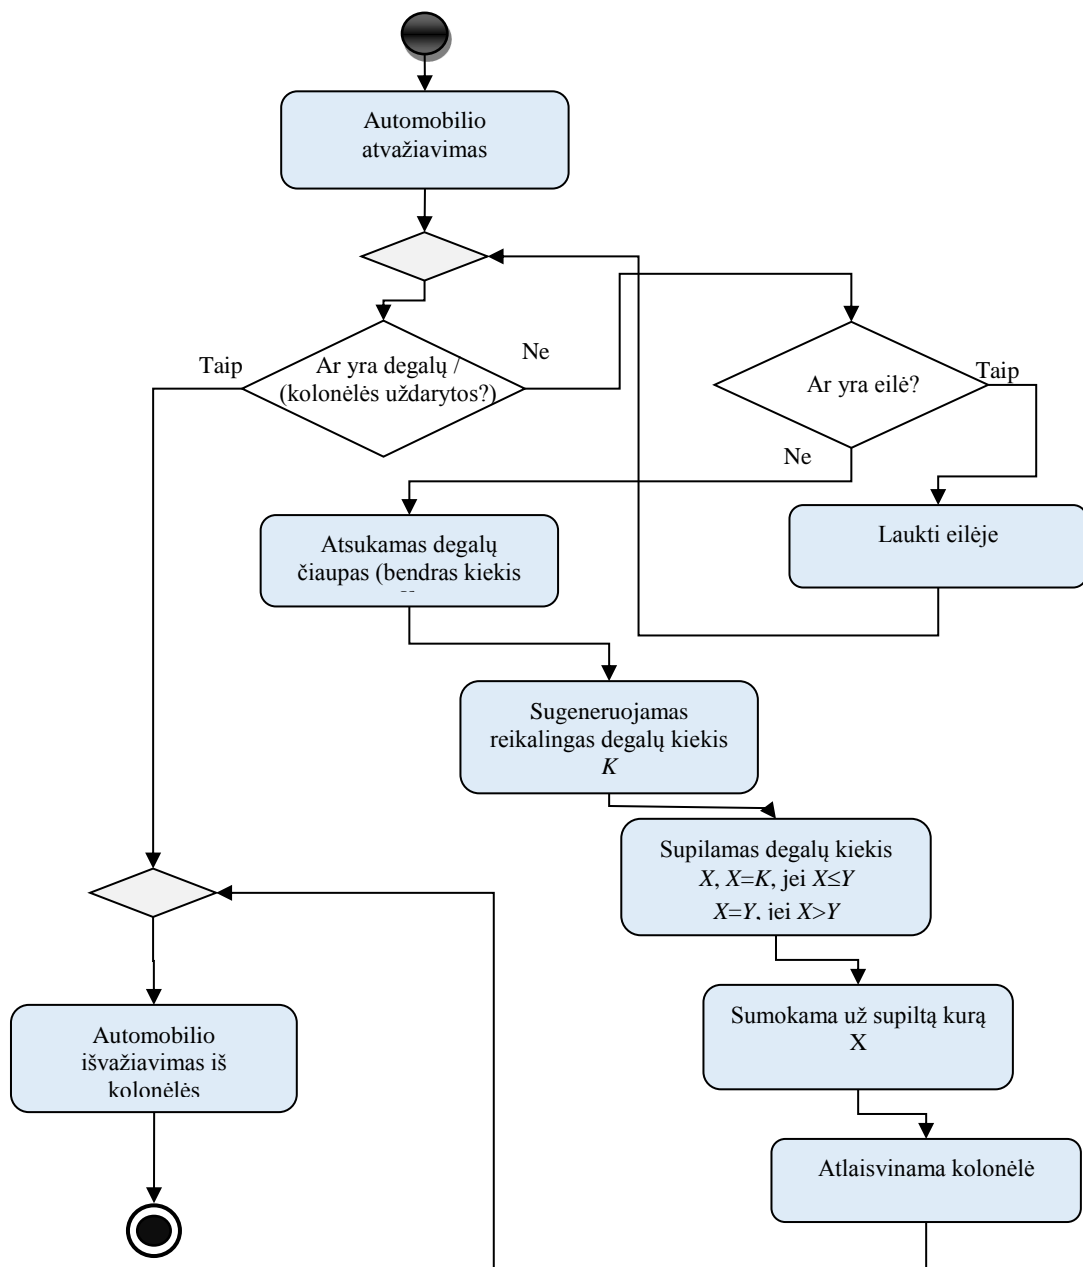 Automobilio
atvažiavimas
Taip
Ar yra degalų /
(kolonėlės uždarytos?)
Ne
Ar yra eilė?
Taip
Ne
Atsukamas degalų
čiaupas (bendras kiekis
Laukti eilėje
Sugeneruojamas
reikalingas degalų kiekis
K
Supilamas degalų kiekis
X, X=K, jei X≤Y
X=Y, jei X>Y
Sumokama už supiltą kurą
X
Automobilio
išvažiavimas iš
kolonėlės
Atlaisvinama kolonėlė